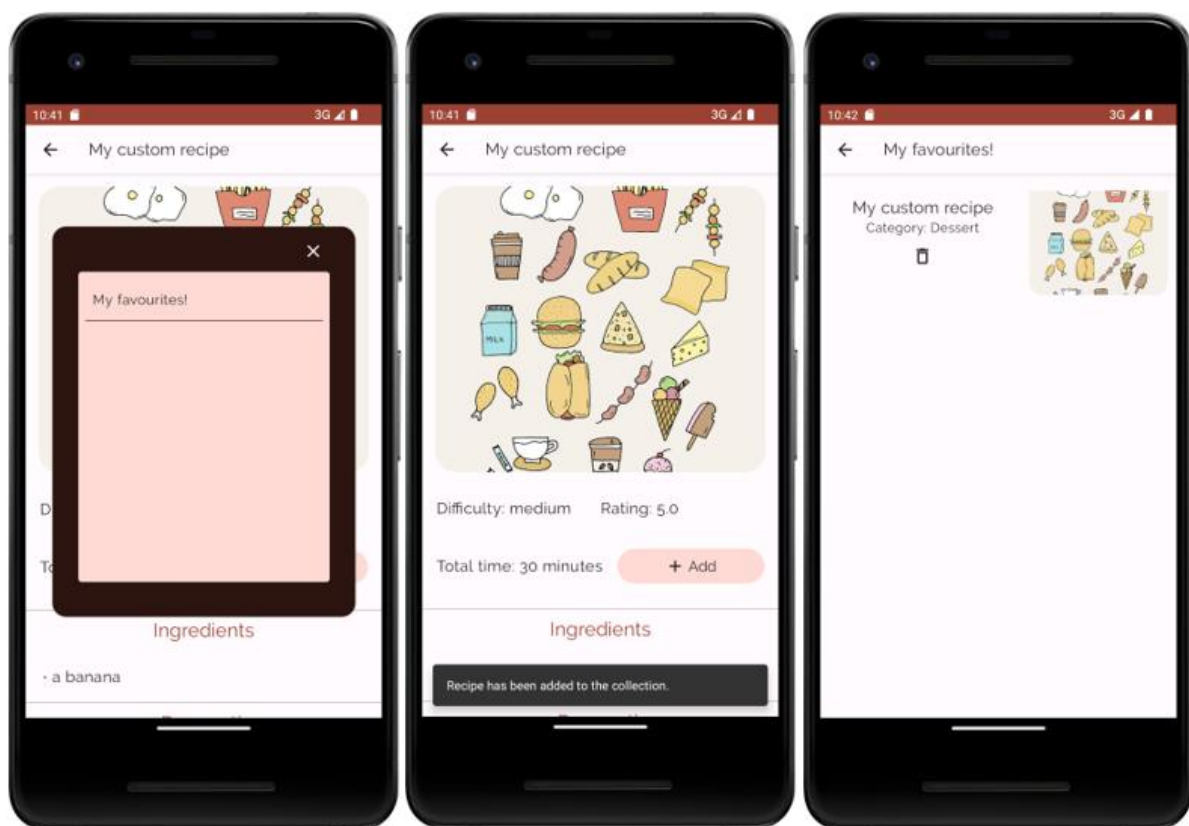 10:41
3G
My custom recipe
My favourites!
Ingredients
· a banana
10:41
3G
My custom recipe
MILK
Difficulty: medium
Rating: 5.0
Total time: 30 minutes
+ Add
Ingredients
Recipe has been added to the collection.
10:42
3G
My favourites!
My custom recipe
Category: Dessert